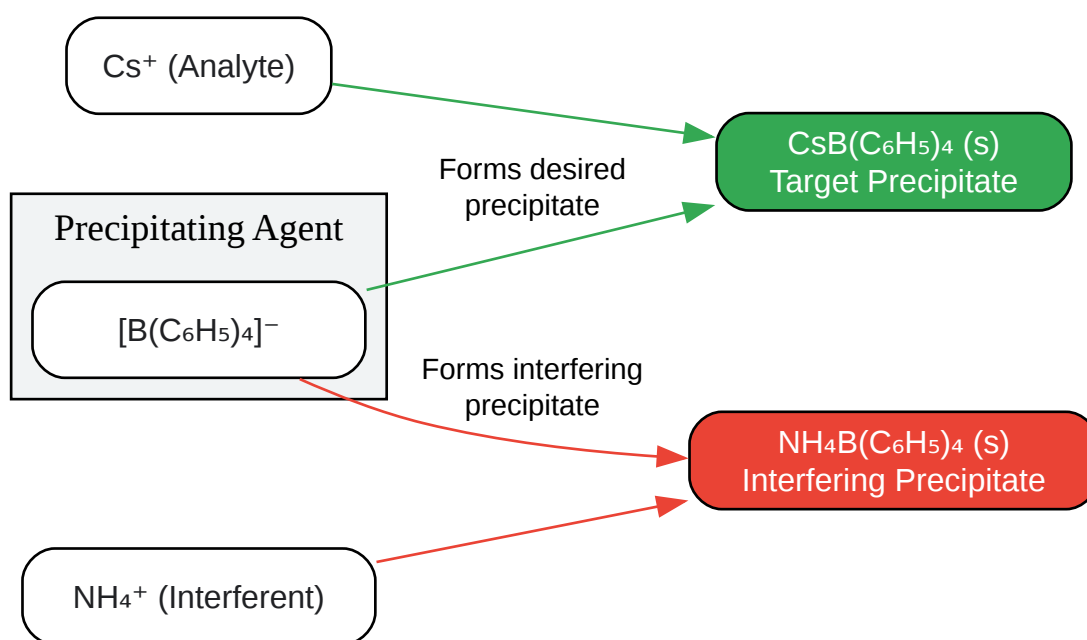 Cs⁺ (Analyte)
CsB(C₆H₅)₄ (s)
Target Precipitate
Forms desired
precipitate
Precipitating Agent
[B(C₆H₅)₄]⁻
Forms interfering
precipitate
NH₄B(C₆H₅)₄ (s)
Interfering Precipitate
NH₄⁺ (Interferent)